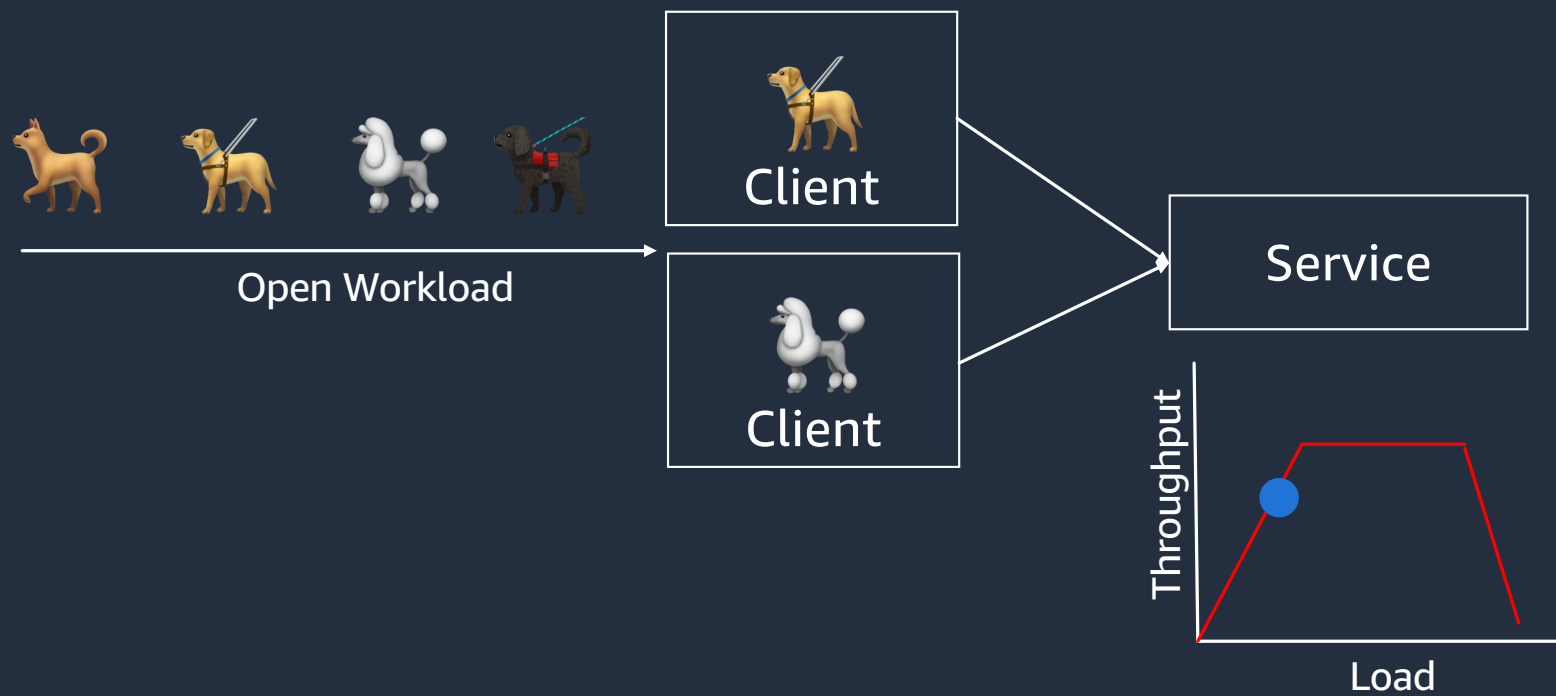 Client
Open Workload
Service
Client
Throughput
Load